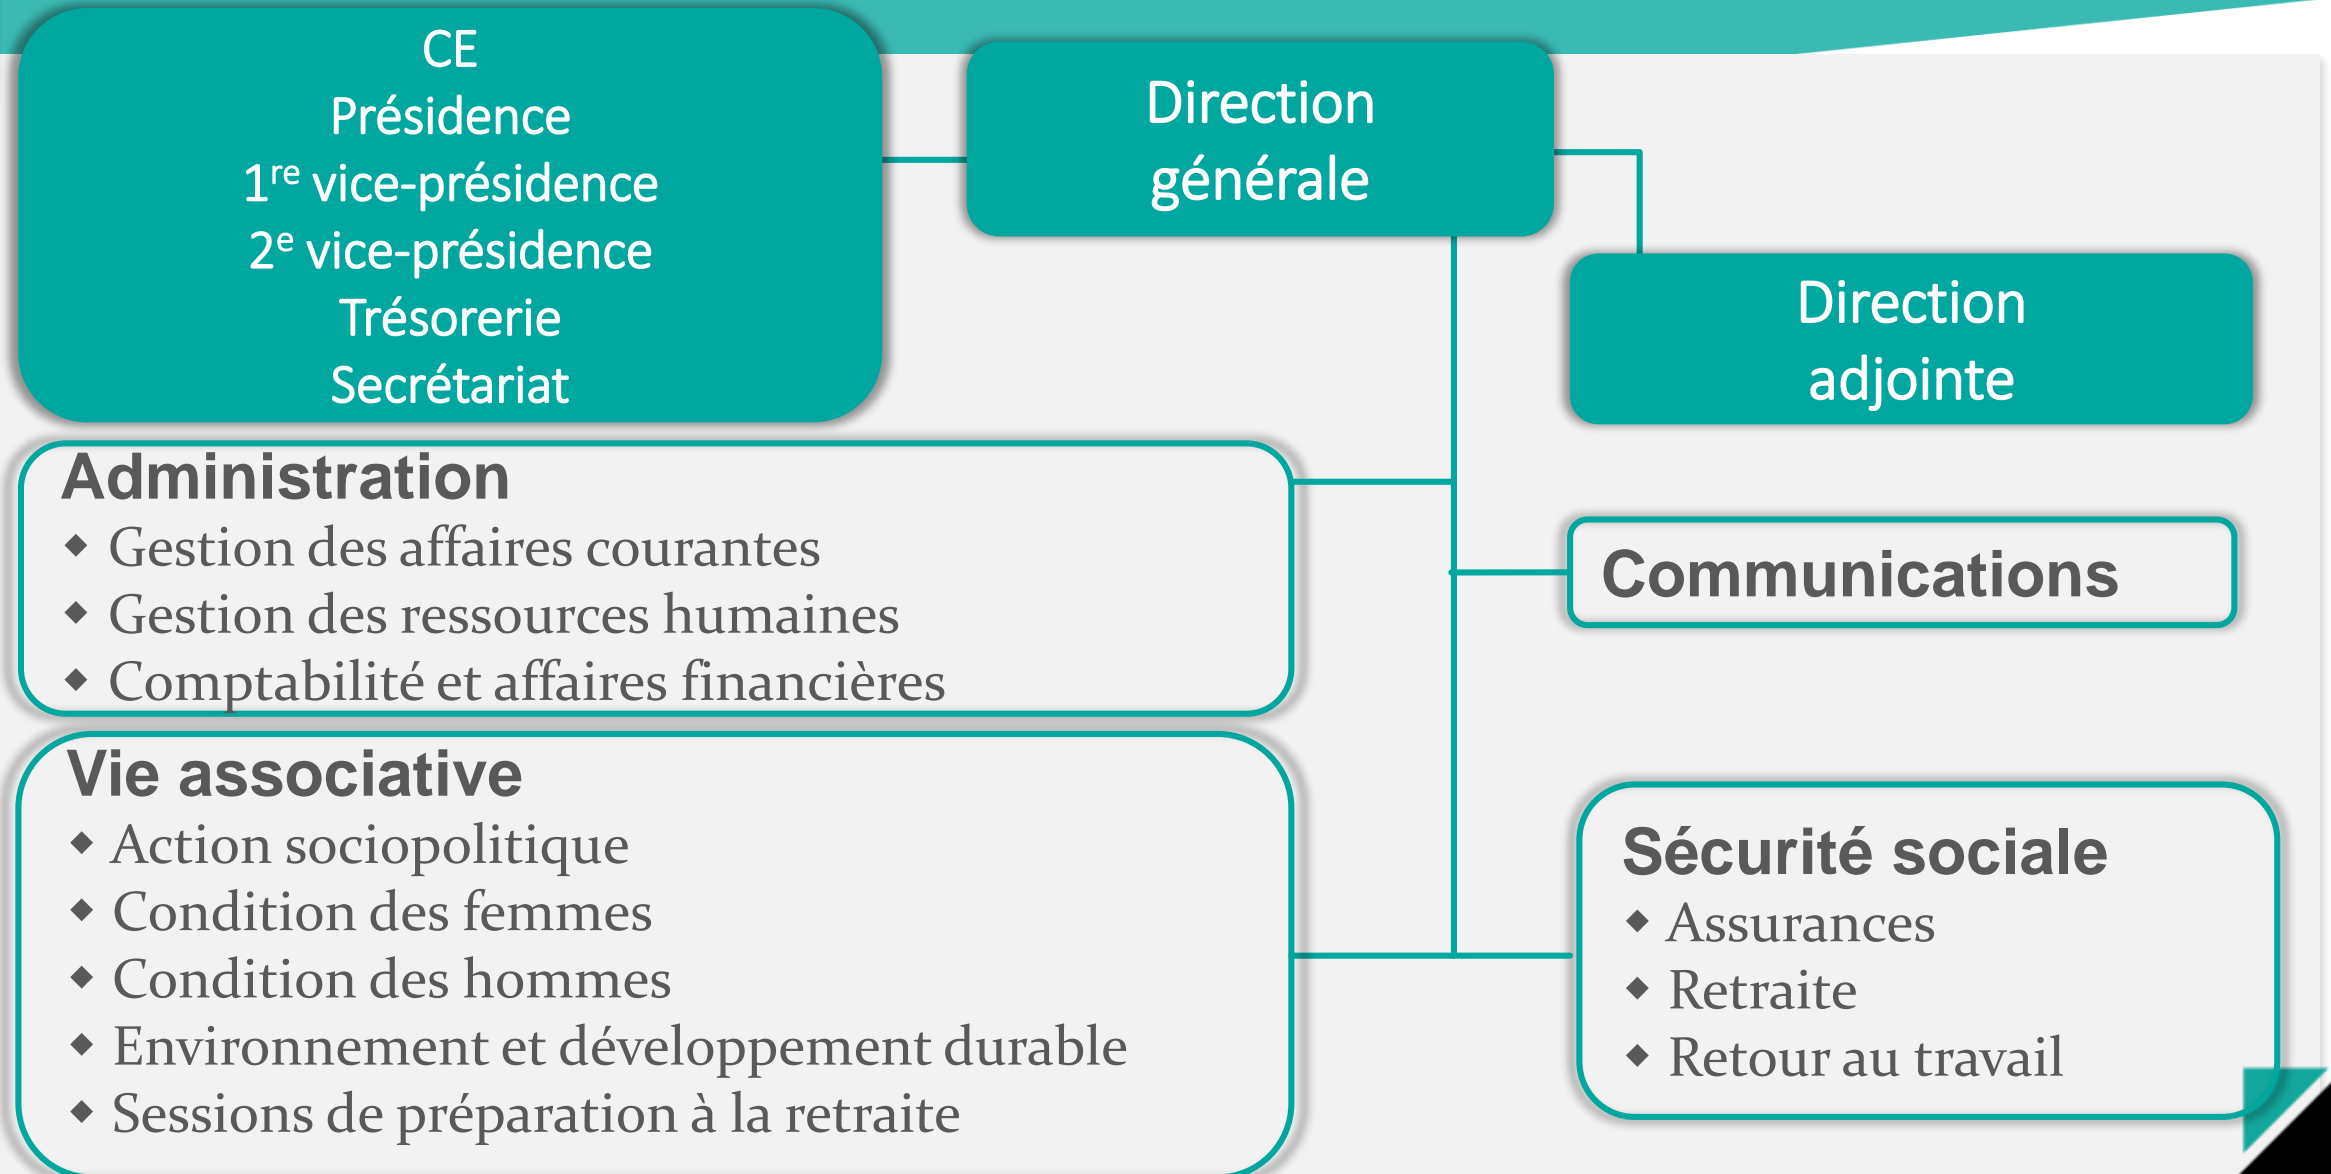 CE
Présidence
1re vice-présidence
2e vice-présidence
Trésorerie
Secrétariat
Direction
générale
Direction
adjointe
Administration
◆ Gestion des affaires courantes
◆ Gestion des ressources humaines
◆ Comptabilité et affaires financières
Communications
Vie associative
◆ Action sociopolitique
◆ Condition des femmes
◆ Condition des hommes
◆ Environnement et développement durable
◆ Sessions de préparation à la retraite
Sécurité sociale
◆ Assurances
◆ Retraite
◆ Retour au travail